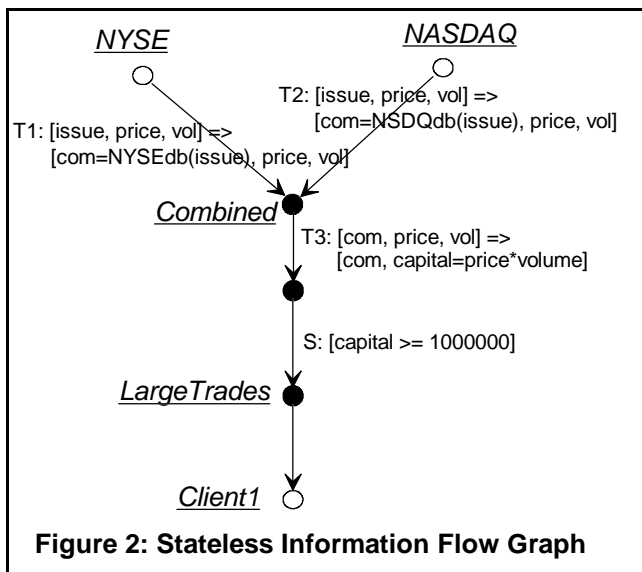 NYSE
NASDAQ
T2: [issue, price, vol] =>
[com=NSDQdb(issue), price, vol]
T1: [issue, price, vol] =>
[com=NYSEdb(issue), price, vol]
Combined
T3: [com, price, vol] =>
[com, capital=price*volume]
S: [capital >= 1000000]
LargeTrades
Client1
Figure 2: Stateless Information Flow Graph